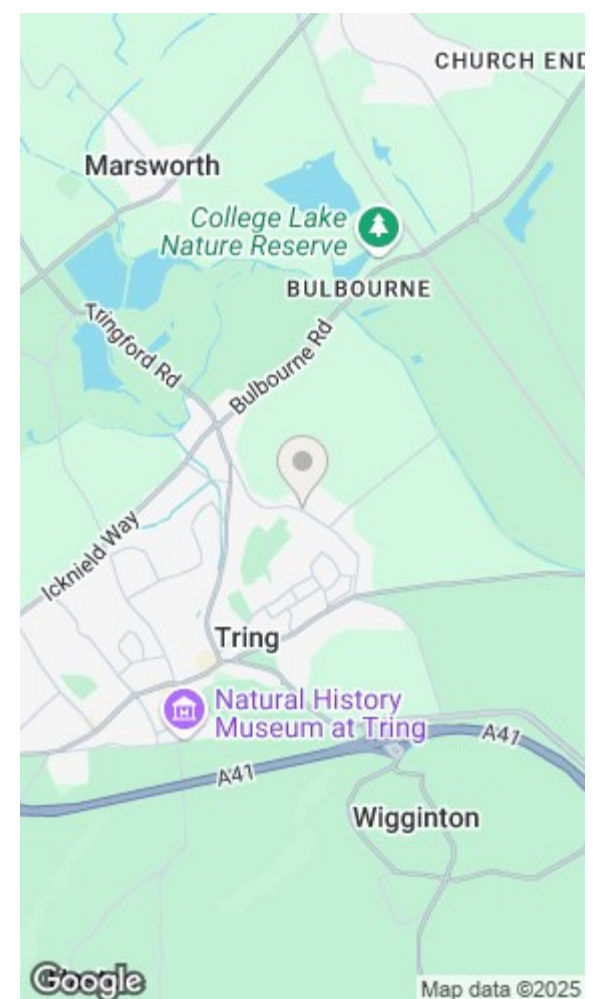 CHURCH END
Marsworth
College Lake
Nature Reserve
BULBOURNE
Tringford Rd
Bulbourne Rd
Icknield Way
Tring
Natural History
Museum at Tring
A41
A41
Wigginton
Google
Map data ©2025